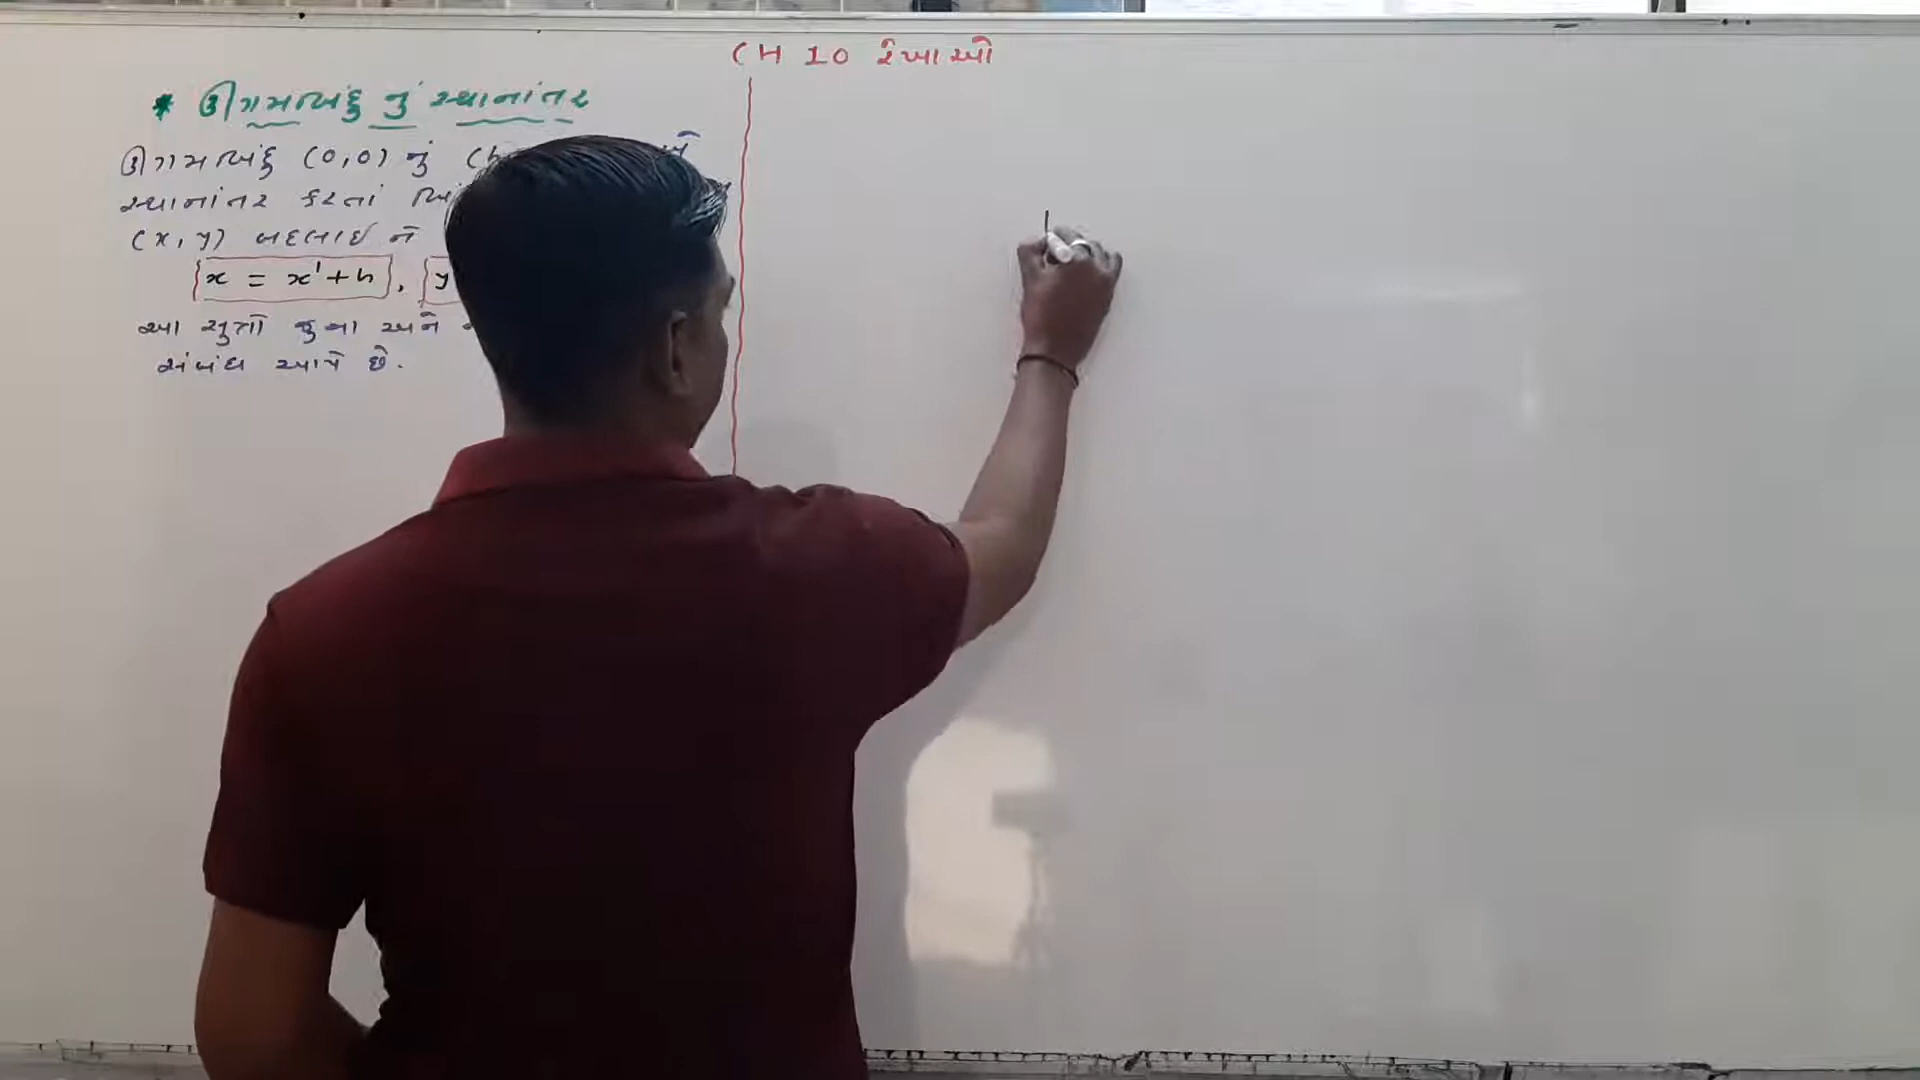 CH 10 રેખાઓ
* ઊગમબિંદુ નું સ્થાનાંતર
ઊગમબિંદુ (0,0) નું (h
સ્થાનાંતર કરતાં
(x, y) બદલાઈ ને
x = x' + h , y
આ સૂત્રો જુના અને
સંબંધ આપે છે.